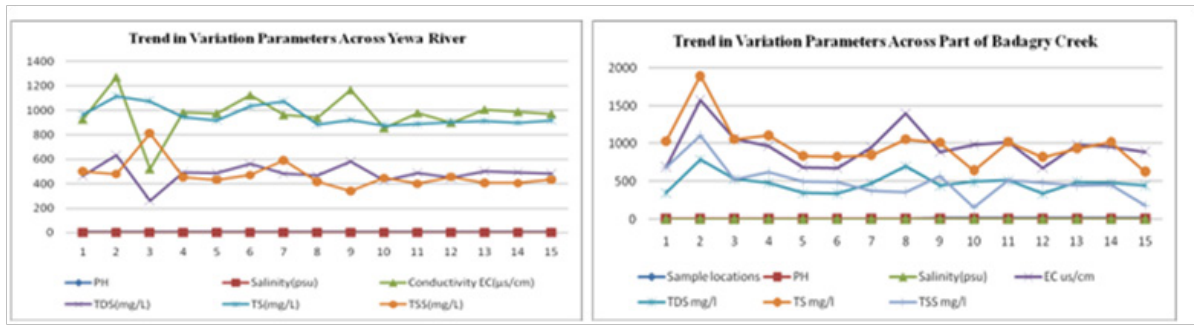 Trend in Variation Parameters Across Yewa River
1400
1200
1000
800
600
400
200
0
1 2 3 4 5 6 7 8 9 10 11 12 13 14 15
PH Salinity(psu) Conductivity EC(µs/cm)
TDS(mg/L) TS(mg/L) TSS(mg/L)
Trend in Variation Parameters Across Part of Badagry Creek
2000
1500
1000
500
0
1 2 3 4 5 6 7 8 9 10 11 12 13 14 15
Sample locations PH Salinity(psu) EC us/cm
TDS mg/l TS mg/l TSS mg/l